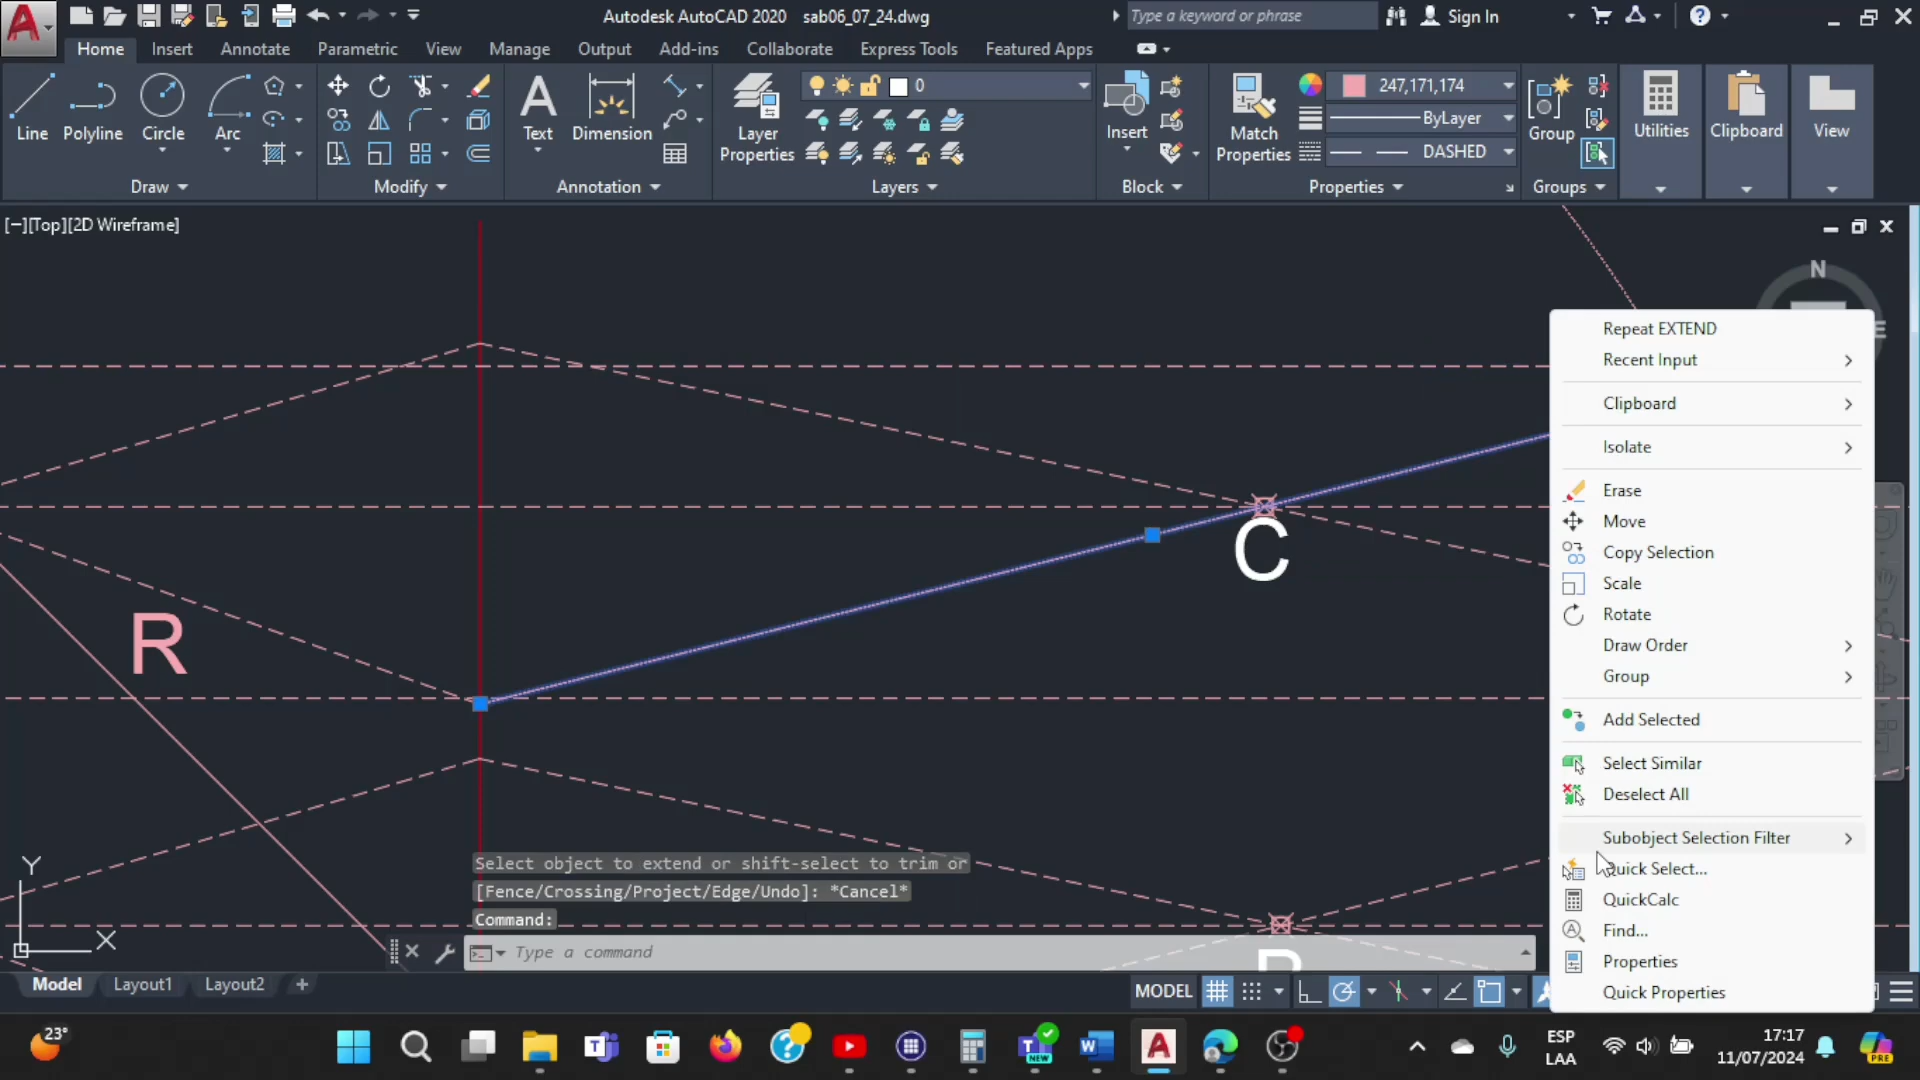 Autodesk AutoCAD 2020 sab06_07_24.dwg
Type a keyword or phrase
Sign In
Home Insert Annotate Parametric View Manage Output Add-ins Collaborate Express Tools Featured Apps
Line Polyline Circle Arc
Text Dimension
Layer Properties
0
Insert
Match Properties
247,171,174
ByLayer
DASHED
Group
Utilities
Clipboard
View
Draw
Modify
Annotation
Layers
Block
Properties
Groups
[−][Top][2D Wireframe]
N
E
Repeat EXTEND
Recent Input
Clipboard
Isolate
Erase
Move
Copy Selection
Scale
Rotate
Draw Order
Group
Add Selected
Select Similar
Deselect All
Subobject Selection Filter
Quick Select...
QuickCalc
Find...
Properties
Quick Properties
C
R
Select object to extend or shift-select to trim or
[Fence/Crossing/Project/Edge/Undo]: *Cancel*
Command:
Type a command
Y
X
Model Layout1 Layout2 +
MODEL
23°
NEW
ESP
LAA
17:17
11/07/2024
PRE